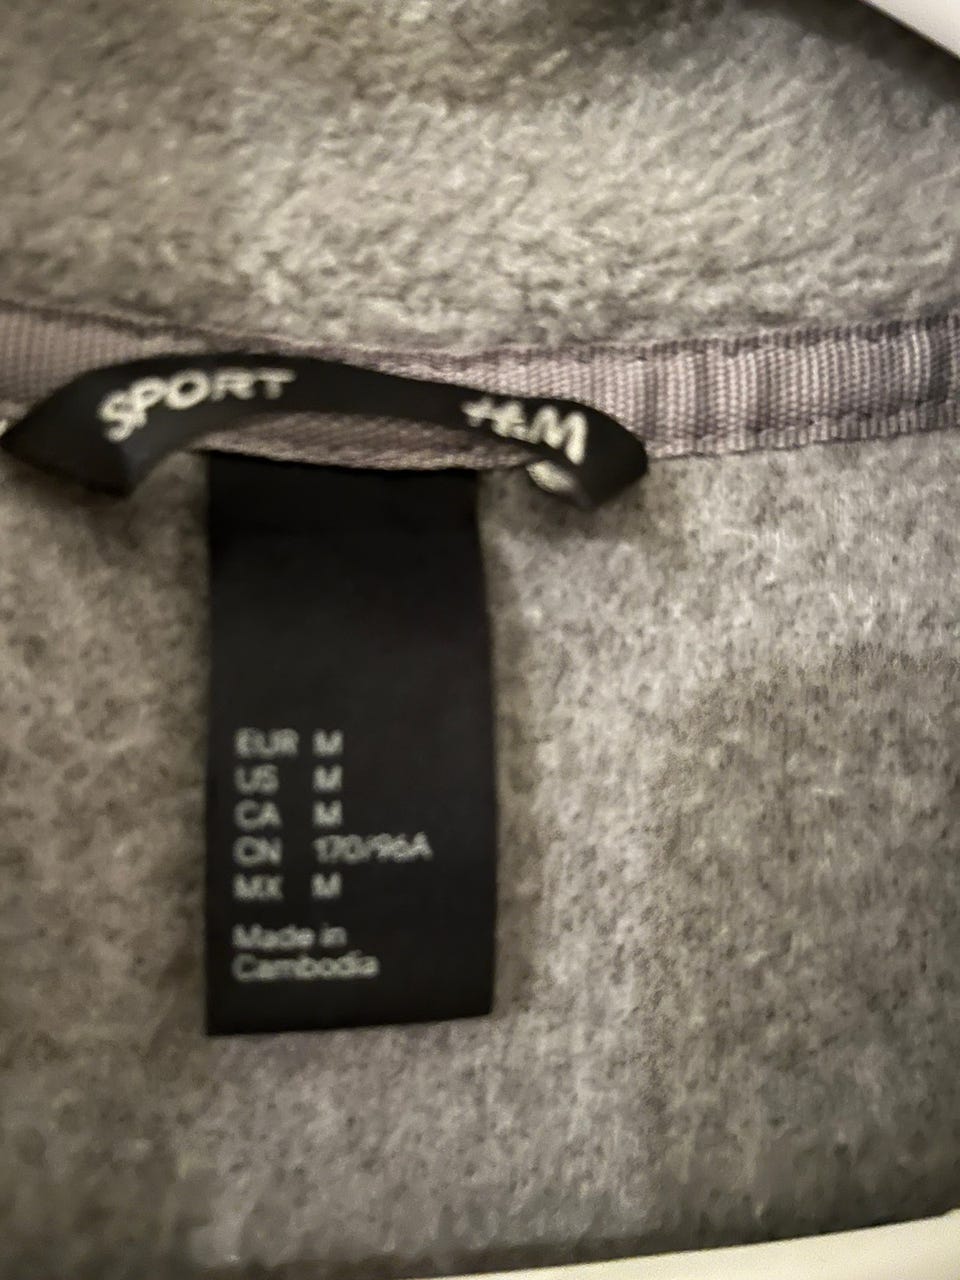 SPORT H&M
EUR M
US M
CA M
CN 170/96A
MX M
Made in
Cambodia